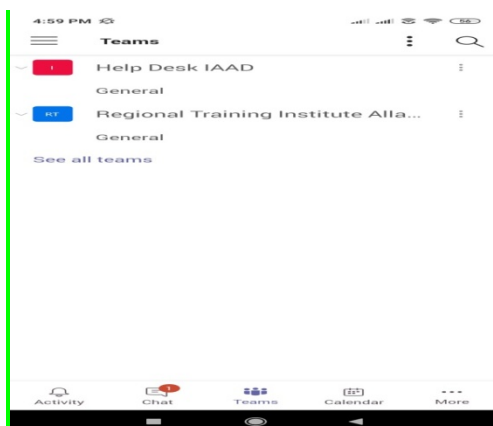 4:59 PM
56
Teams
I
Help Desk IAAD
General
RT
Regional Training Institute Alla...
General
See all teams
1
Activity
Chat
Teams
Calendar
More